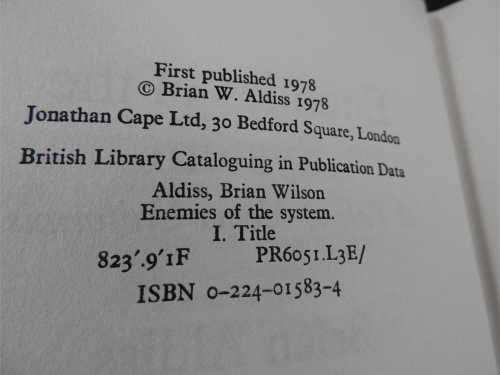 First published 1978
© Brian W. Aldiss 1978
Jonathan Cape Ltd, 30 Bedford Square, London
British Library Cataloguing in Publication Data
Aldiss, Brian Wilson
Enemies of the system.
I. Title
823'.9'1F PR6051.L3E/
ISBN 0-224-01583-4